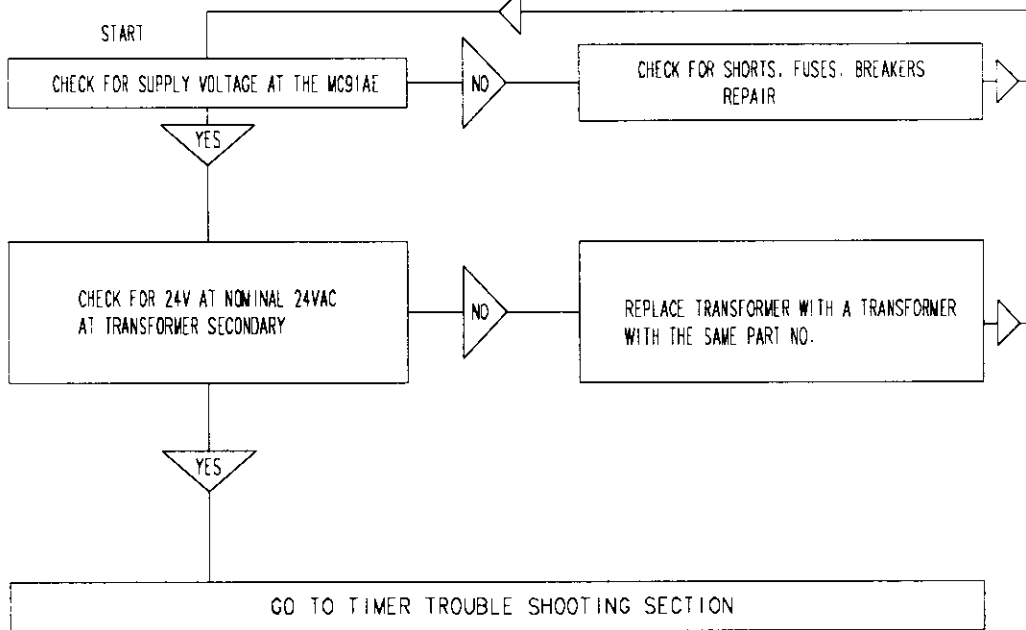 START
CHECK FOR SUPPLY VOLTAGE AT THE MC91AE
NO
CHECK FOR SHORTS, FUSES, BREAKERS
REPAIR
YES
CHECK FOR 24V AT NOMINAL 24VAC
AT TRANSFORMER SECONDARY
NO
REPLACE TRANSFORMER WITH A TRANSFORMER
WITH THE SAME PART NO.
YES
GO TO TIMER TROUBLE SHOOTING SECTION